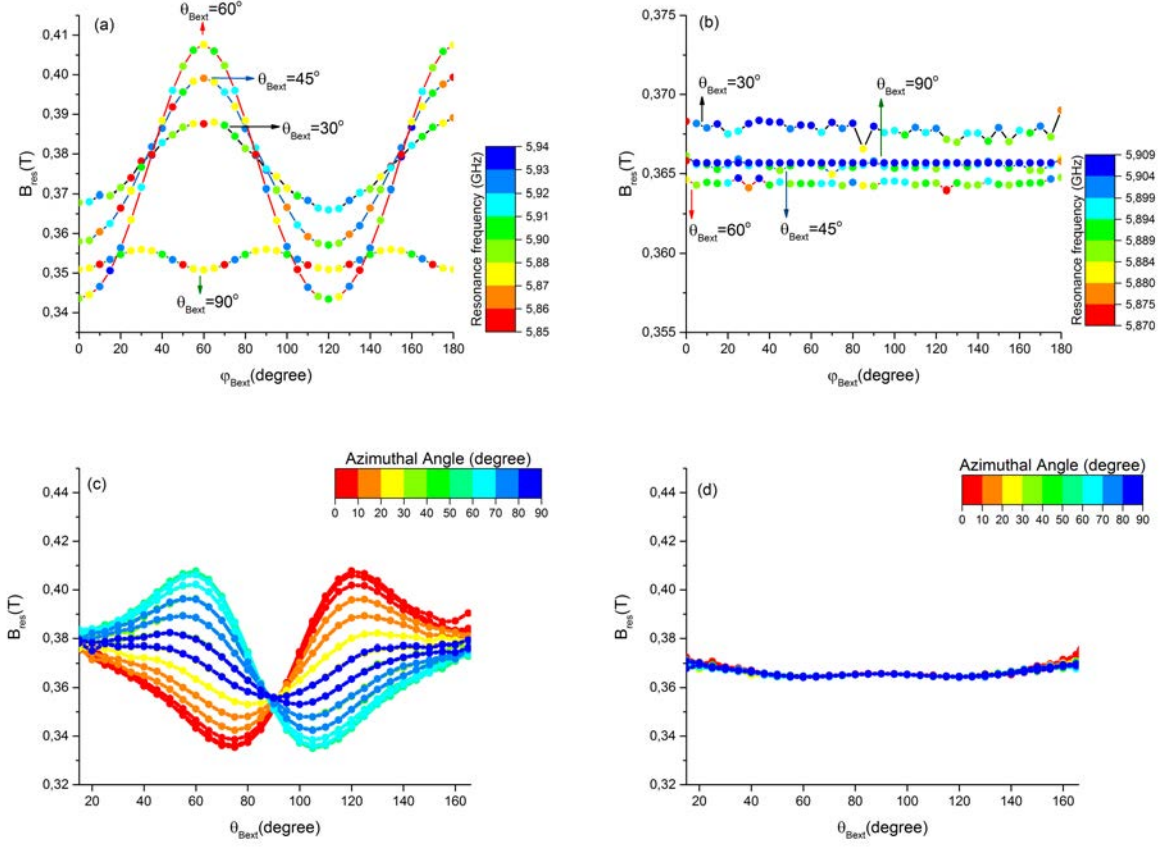 (a)
θBext=60°
θBext=45°
θBext=30°
θBext=90°
0,41
0,40
0,39
0,38
0,37
0,36
0,35
0,34
Bres(T)
0 20 40 60 80 100 120 140 160 180
φBext(degree)
Resonance frequency (GHz)
5,94
5,93
5,92
5,91
5,90
5,88
5,87
5,86
5,85
(b)
0,375
0,370
0,365
0,360
0,355
Bres(T)
θBext=30°
θBext=90°
θBext=60°
θBext=45°
0 20 40 60 80 100 120 140 160 180
φBext(degree)
Resonance frequency (GHz)
5,909
5,904
5,899
5,894
5,889
5,884
5,880
5,875
5,870
(c)
Azimuthal Angle (degree)
0 10 20 30 40 50 60 70 80 90
0,44
0,42
0,40
0,38
0,36
0,34
0,32
Bres(T)
20 40 60 80 100 120 140 160
θBext(degree)
(d)
Azimuthal Angle (degree)
0 10 20 30 40 50 60 70 80 90
0,44
0,42
0,40
0,38
0,36
0,34
0,32
Bres(T)
20 40 60 80 100 120 140 160
θBext(degree)